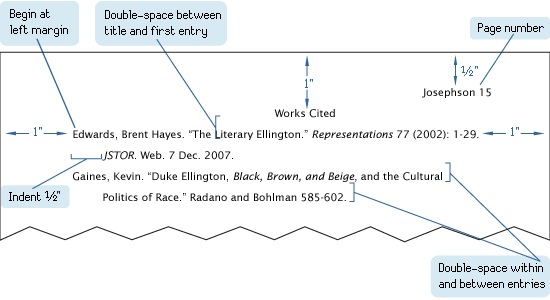 Begin at
left margin
Double-space between
title and first entry
Page number
1"
½"
Josephson 15
Works Cited
1"
Edwards, Brent Hayes. “The Literary Ellington.” Representations 77 (2002): 1-29.
1"
JSTOR. Web. 7 Dec. 2007.
Gaines, Kevin. “Duke Ellington, Black, Brown, and Beige, and the Cultural
Indent ½"
Politics of Race.” Radano and Bohlman 585-602.
Double-space within
and between entries